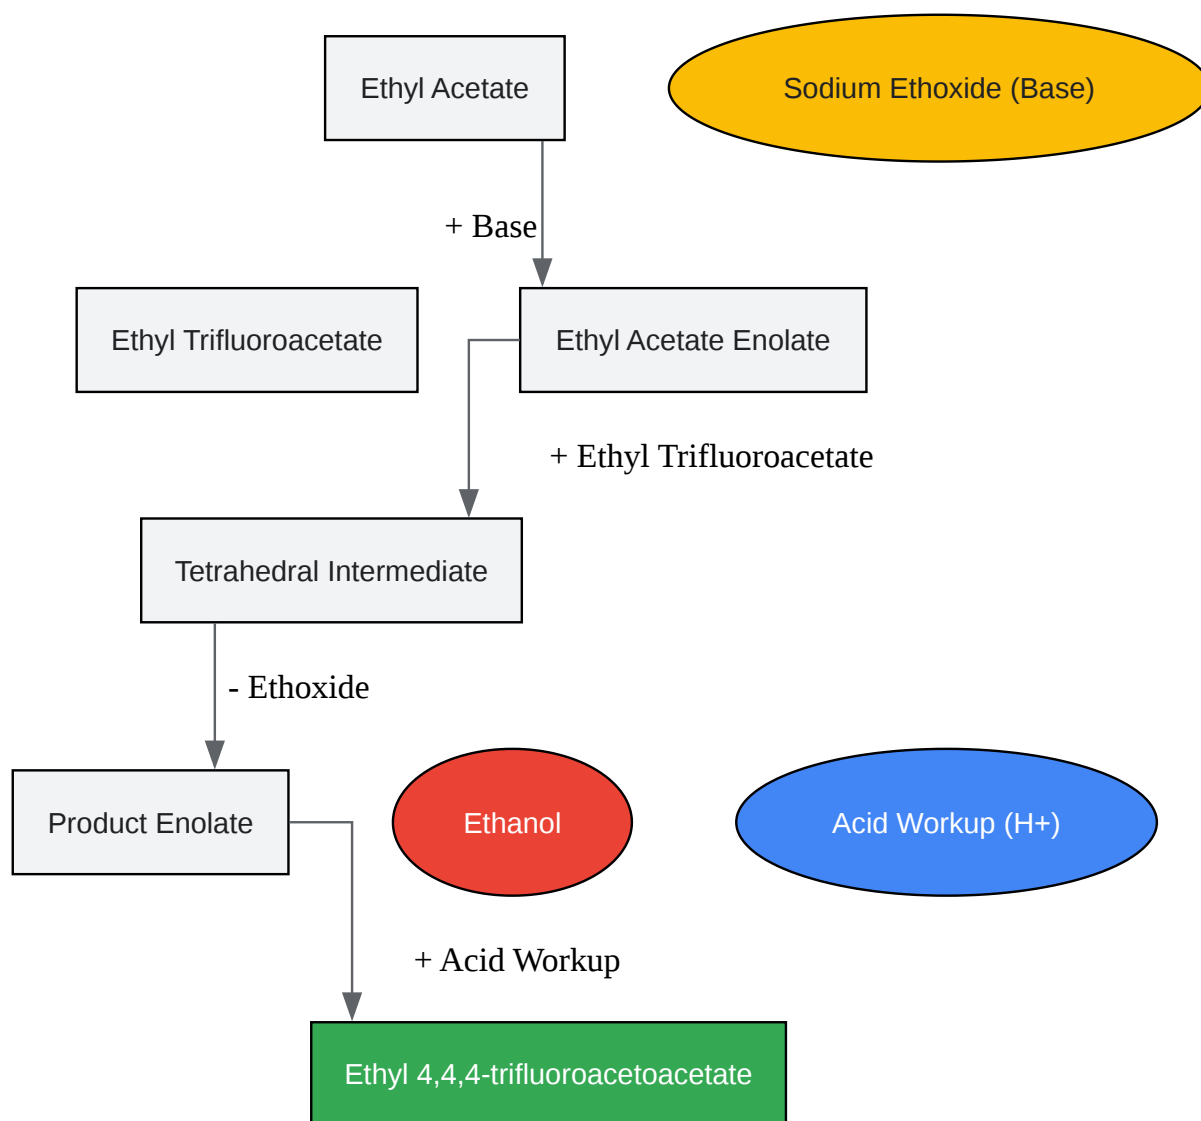 Ethyl Acetate
Sodium Ethoxide (Base)
+ Base
Ethyl Trifluoroacetate
Ethyl Acetate Enolate
+ Ethyl Trifluoroacetate
Tetrahedral Intermediate
- Ethoxide
Product Enolate
Ethanol
Acid Workup (H+)
+ Acid Workup
Ethyl 4,4,4-trifluoroacetoacetate